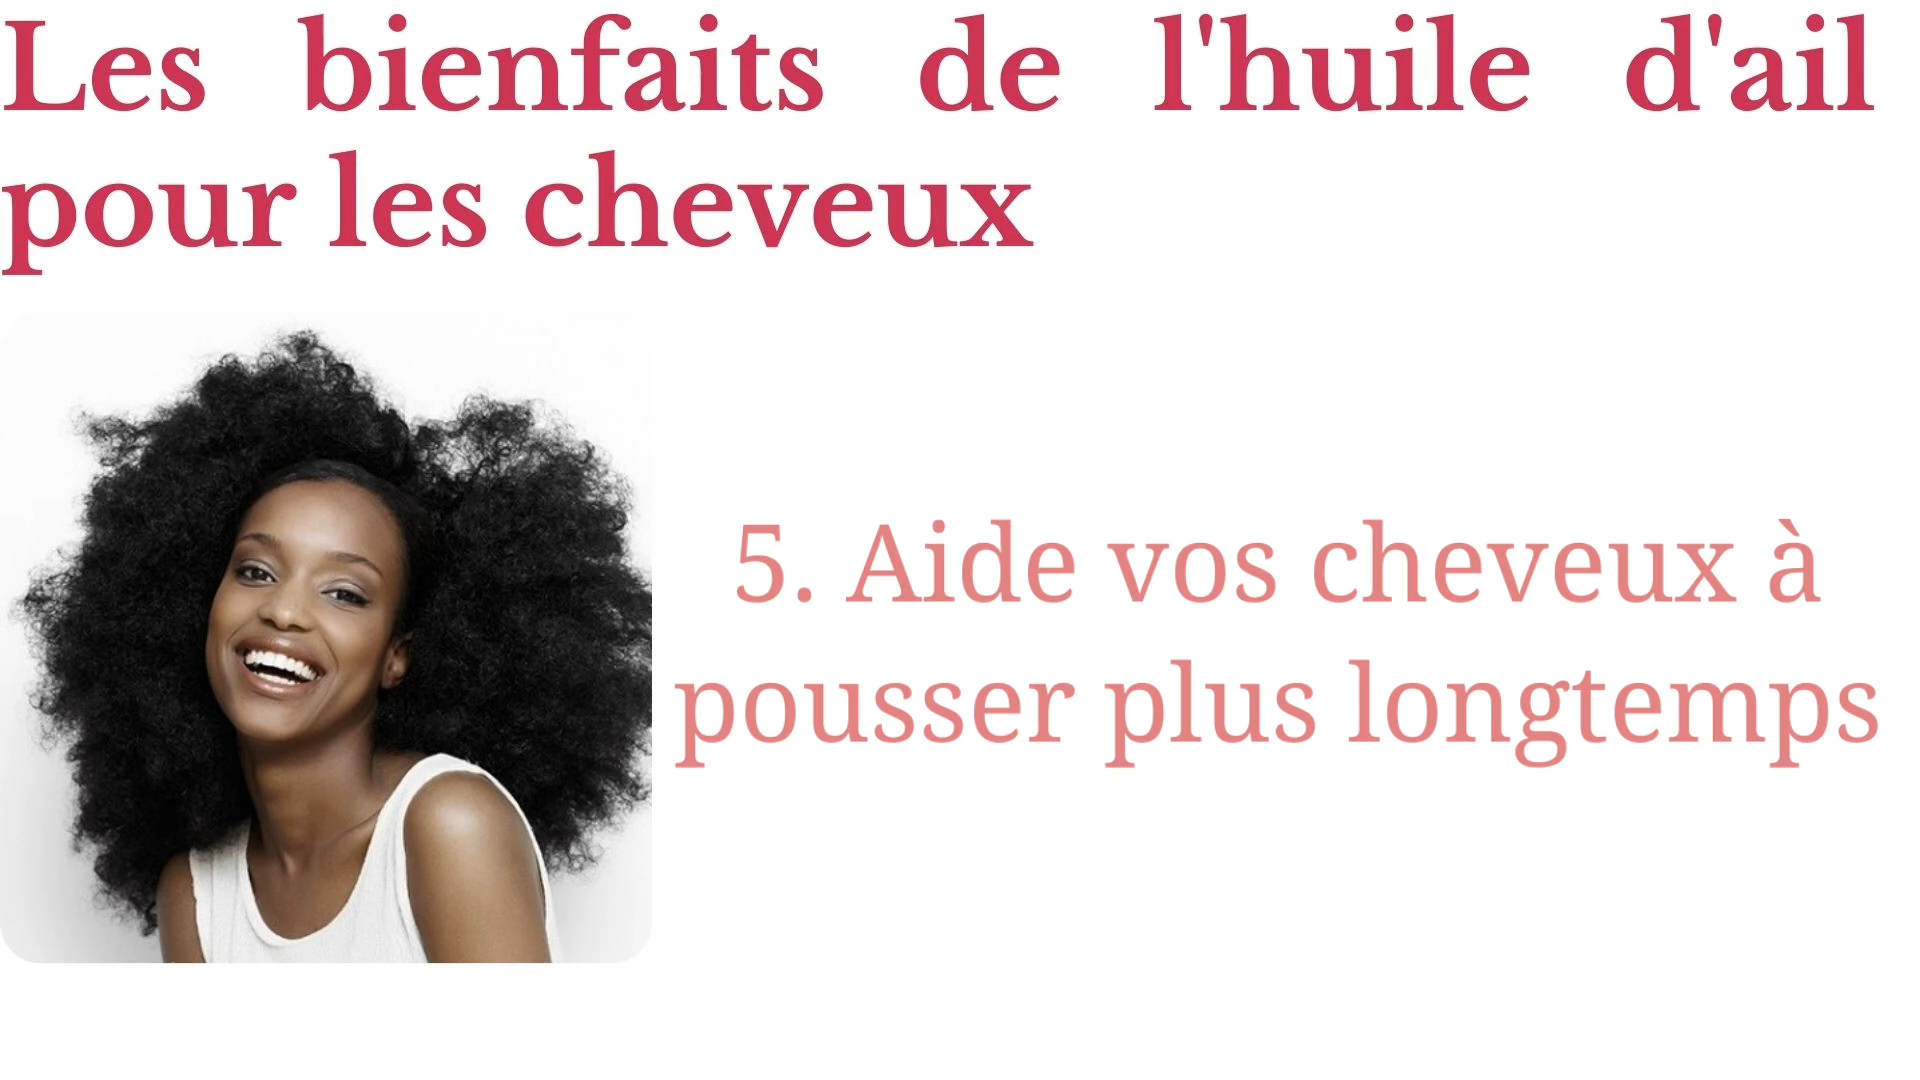 Les bienfaits de l'huile d'ail
pour les cheveux
5. Aide vos cheveux à
pousser plus longtemps